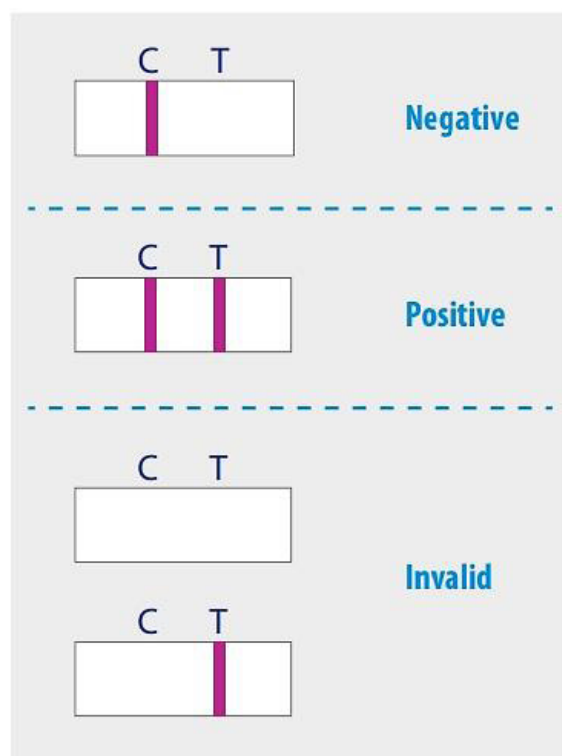 C T
Negative
C T
Positive
C T
Invalid
C T